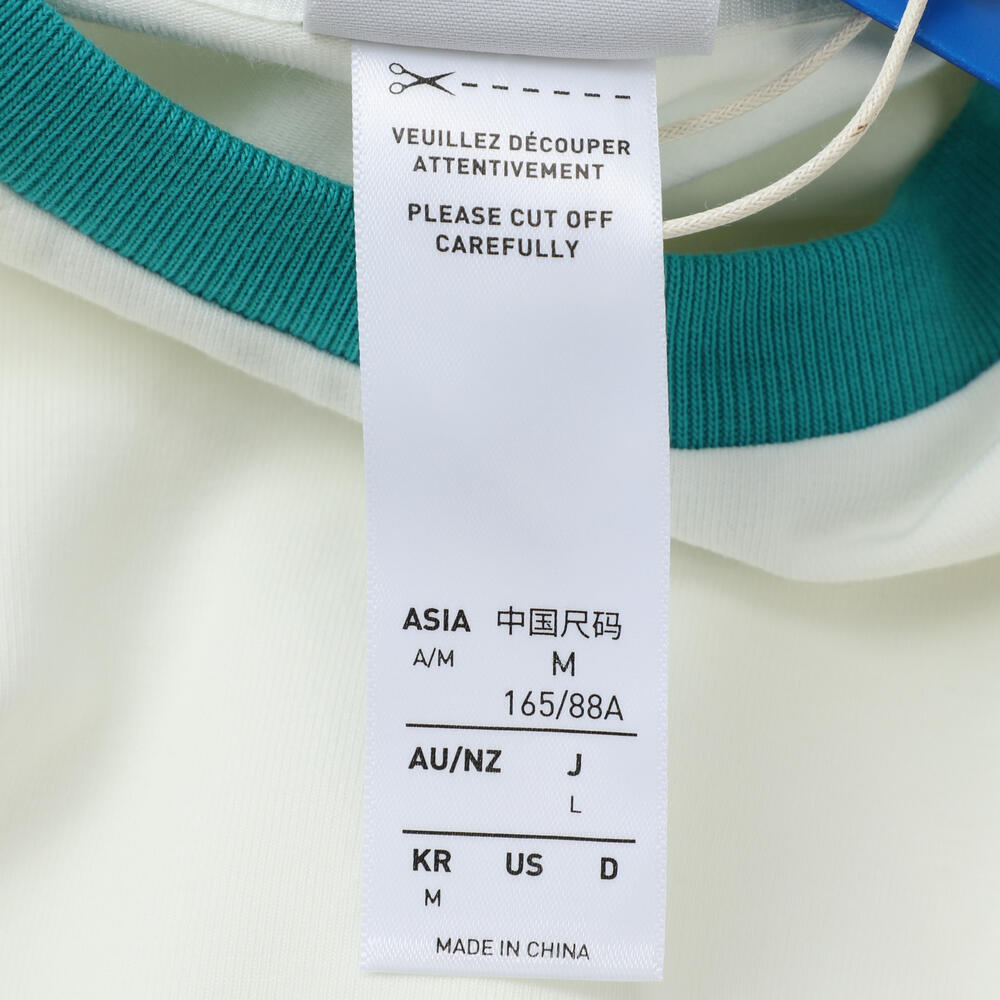 VEUILLEZ DÉCOUPER
ATTENTIVEMENT
PLEASE CUT OFF
CAREFULLY
ASIA 中国尺码
A/M M
165/88A
AU/NZ J
L
KR US D
M
MADE IN CHINA